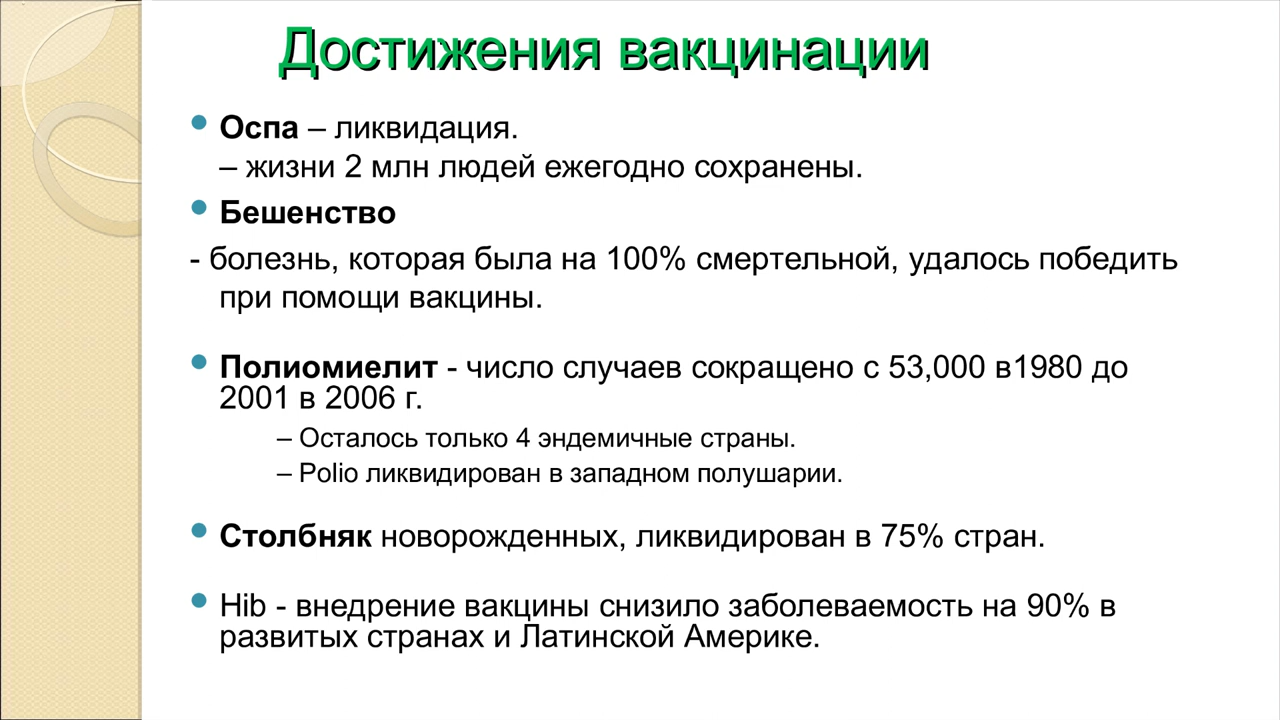 Достижения вакцинации
Оспа – ликвидация.
– жизни 2 млн людей ежегодно сохранены.
Бешенство
- болезнь, которая была на 100% смертельной, удалось победить
при помощи вакцины.
Полиомиелит - число случаев сокращено с 53,000 в1980 до
2001 в 2006 г.
– Осталось только 4 эндемичные страны.
– Polio ликвидирован в западном полушарии.
Столбняк новорожденных, ликвидирован в 75% стран.
Hib - внедрение вакцины снизило заболеваемость на 90% в
развитых странах и Латинской Америке.